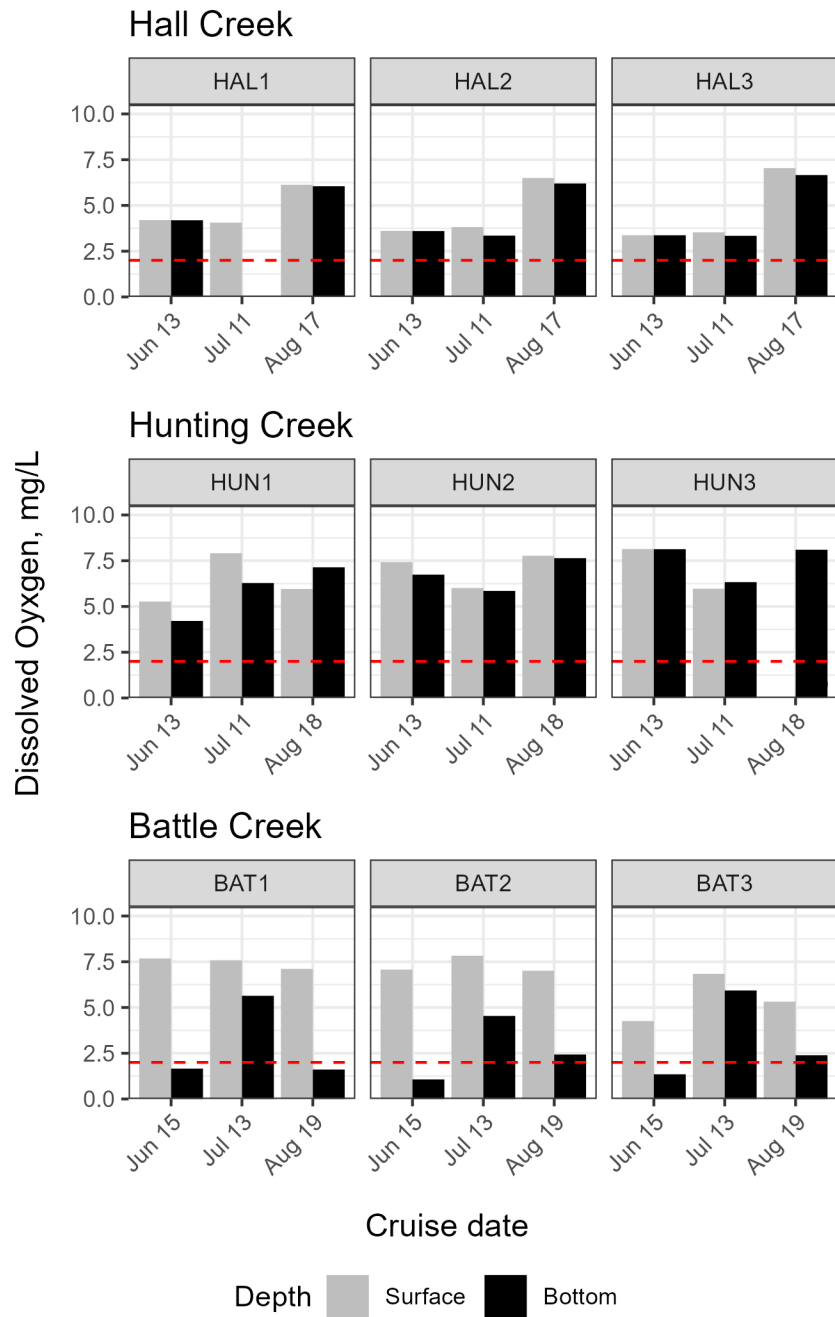 Hall Creek
HAL1 HAL2 HAL3
10.0
7.5
5.0
2.5
0.0
Jun 13 Jul 11 Aug 17 Jun 13 Jul 11 Aug 17 Jun 13 Jul 11 Aug 17
Hunting Creek
HUN1 HUN2 HUN3
10.0
7.5
5.0
2.5
0.0
Jun 13 Jul 11 Aug 18 Jun 13 Jul 11 Aug 18 Jun 13 Jul 11 Aug 18
Dissolved Oyxgen, mg/L
Battle Creek
BAT1 BAT2 BAT3
10.0
7.5
5.0
2.5
0.0
Jun 15 Jul 13 Aug 19 Jun 15 Jul 13 Aug 19 Jun 15 Jul 13 Aug 19
Cruise date
Depth Surface Bottom